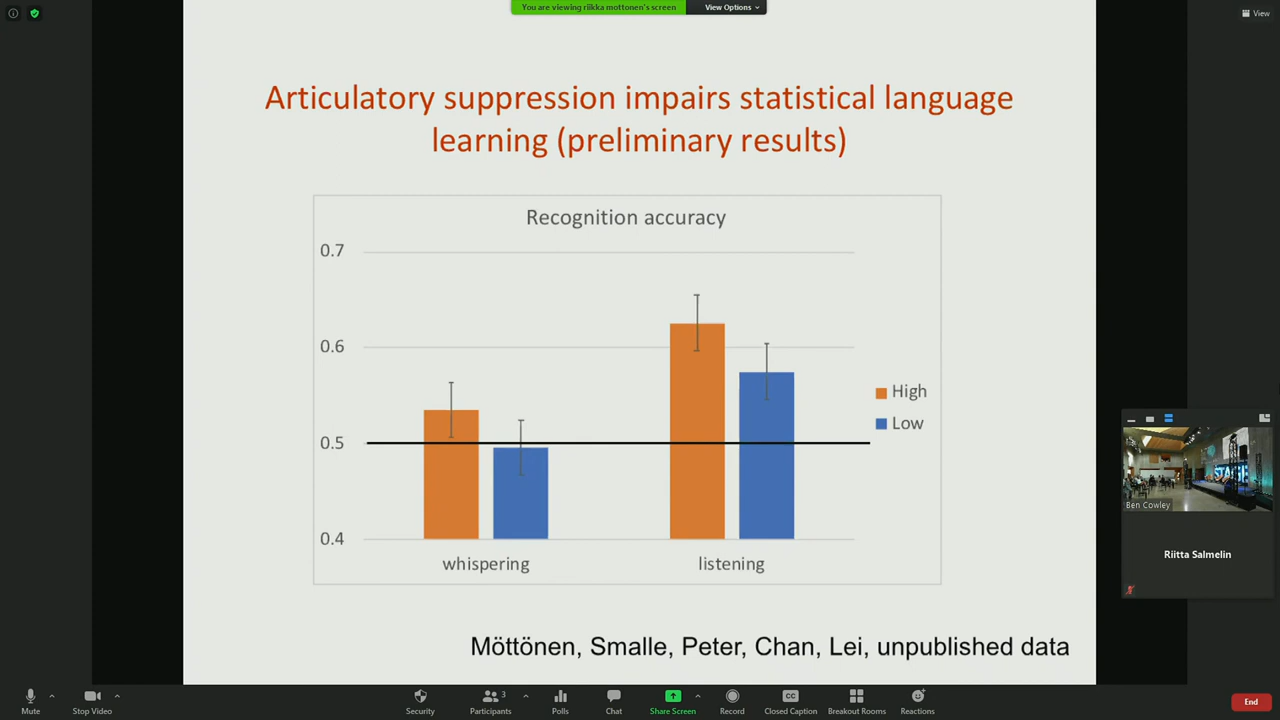 You are viewing riikka mottonen's screen
View Options
View
Articulatory suppression impairs statistical language
learning (preliminary results)
Recognition accuracy
0.7
0.6
0.5
0.4
High
Low
whispering
listening
Möttönen, Smalle, Peter, Chan, Lei, unpublished data
Ben Cowley
Riitta Salmelin
Mute
Stop Video
Security
Participants
3
Polls
Chat
Share Screen
Record
Closed Caption
Breakout Rooms
Reactions
End